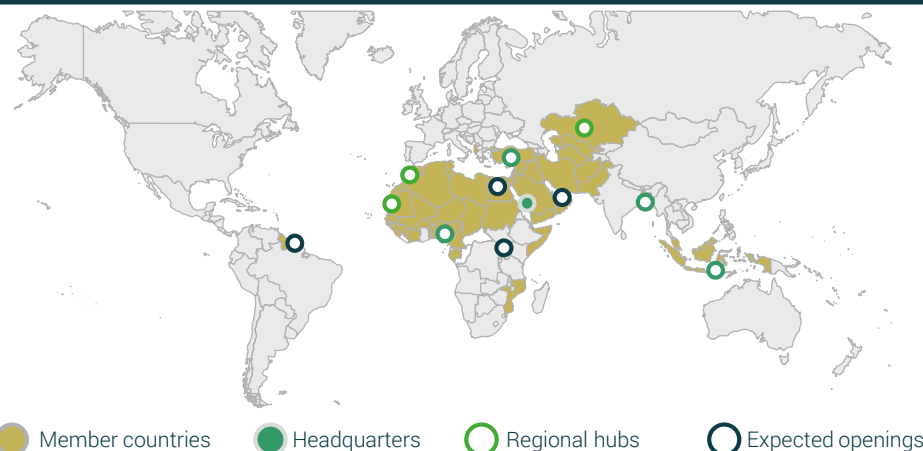 Member countries
Headquarters
Regional hubs
Expected openings